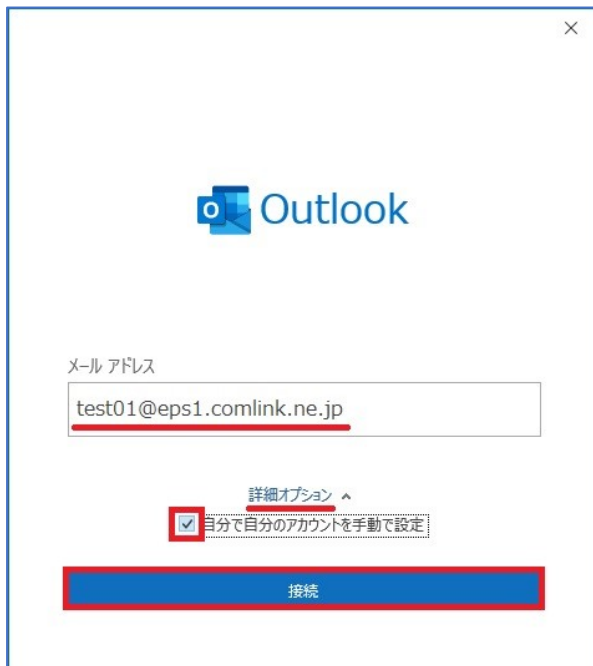 Outlook
メール アドレス
test01@eps1.comlink.ne.jp
詳細オプション
自分で自分のアカウントを手動で設定
接続